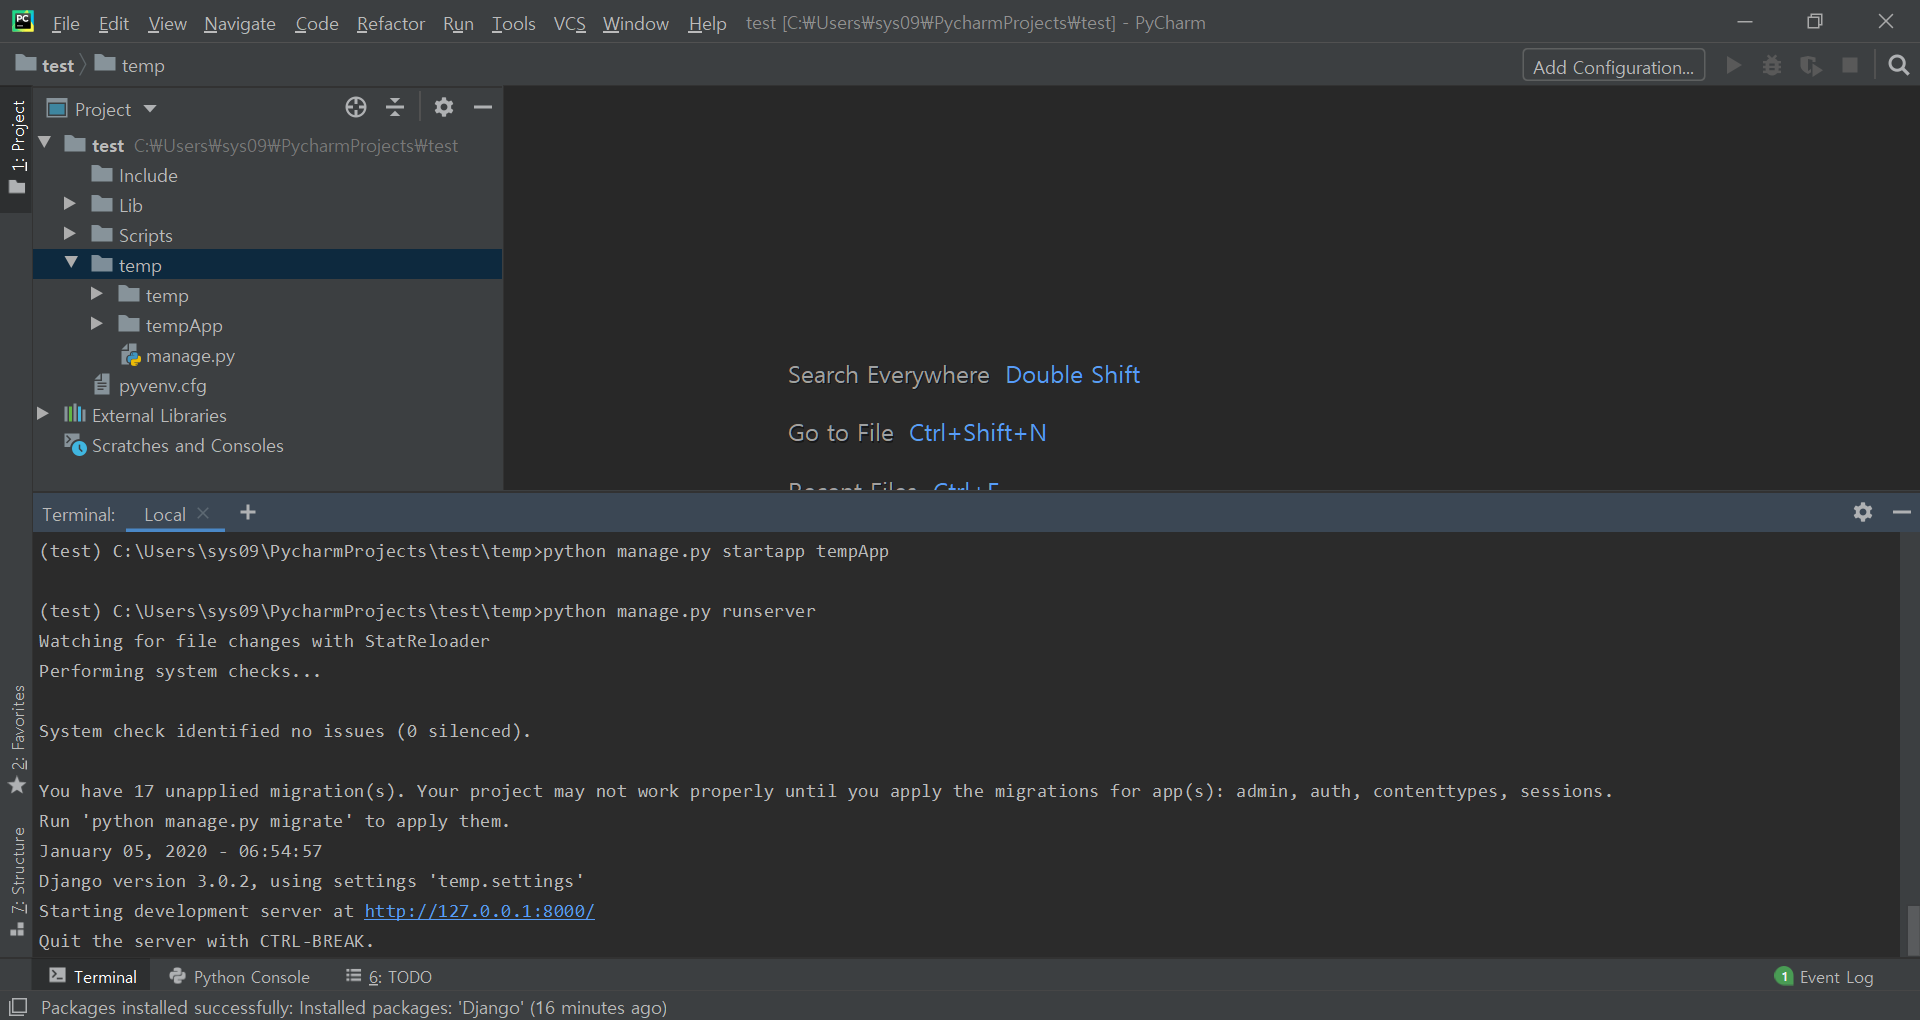 File Edit View Navigate Code Refactor Run Tools VCS Window Help test [C:₩Users₩sys09₩PycharmProjects₩test] - PyCharm
test temp Add Configuration...
1: Project
Project
test C:₩Users₩sys09₩PycharmProjects₩test
Include
Lib
Scripts
temp
temp
tempApp
manage.py
pyvenv.cfg
External Libraries
Scratches and Consoles
Search Everywhere Double Shift
Go to File Ctrl+Shift+N
Recent Files Ctrl+E
Terminal: Local
(test) C:\Users\sys09\PycharmProjects\test\temp>python manage.py startapp tempApp
(test) C:\Users\sys09\PycharmProjects\test\temp>python manage.py runserver
Watching for file changes with StatReloader
Performing system checks...
System check identified no issues (0 silenced).
You have 17 unapplied migration(s). Your project may not work properly until you apply the migrations for app(s): admin, auth, contenttypes, sessions.
Run 'python manage.py migrate' to apply them.
January 05, 2020 - 06:54:57
Django version 3.0.2, using settings 'temp.settings'
Starting development server at http://127.0.0.1:8000/
Quit the server with CTRL-BREAK.
2: Favorites
7: Structure
Terminal Python Console 6: TODO 1 Event Log
Packages installed successfully: Installed packages: 'Django' (16 minutes ago)